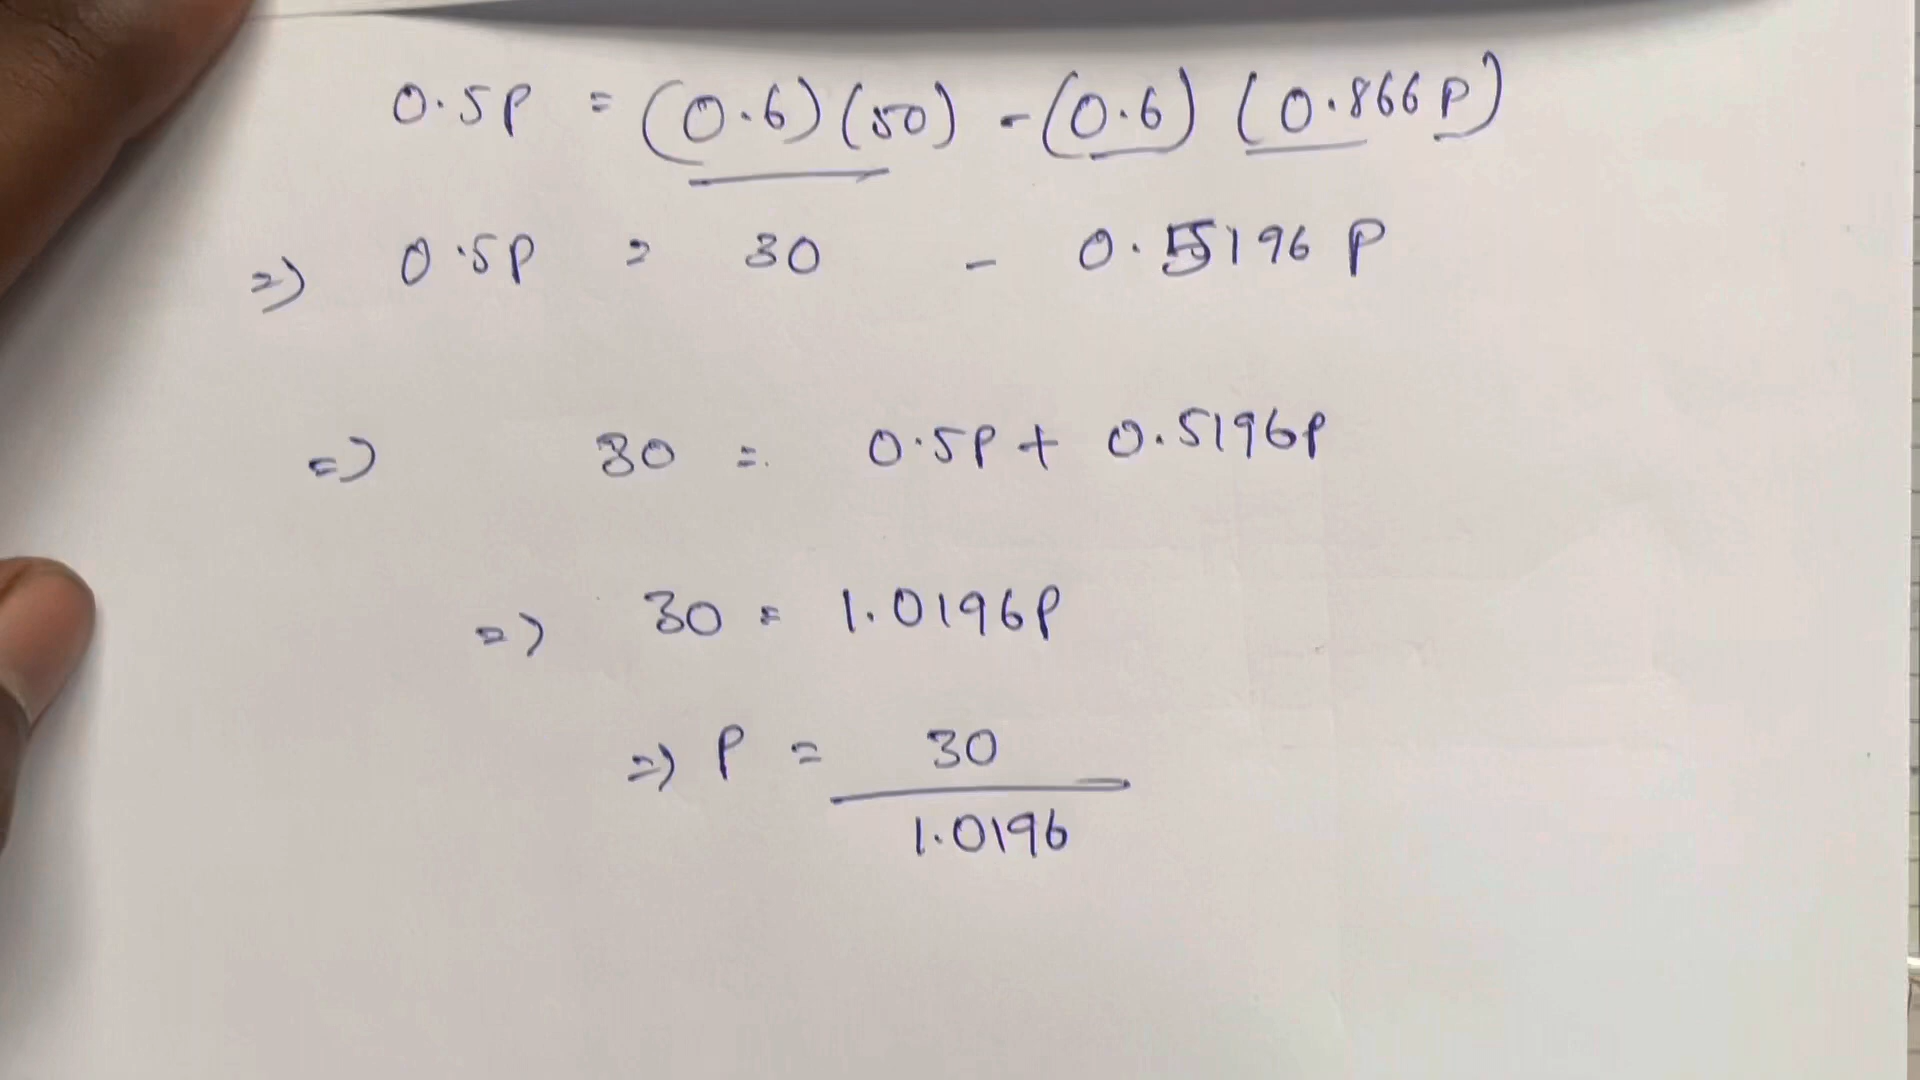 0.5P = (0.6)(50) - (0.6) (0.866P)
=) 0.5P = 30 - 0.5196 P
=) 30 = 0.5P + 0.5196P
=) 30 = 1.0196P
=) P = 30
1.0196